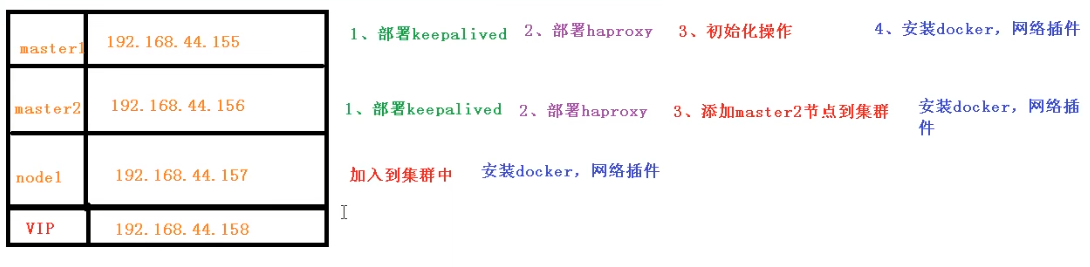 master1 192.168.44.155 1、部署keepalived 2、部署haproxy 3、初始化操作 4、安装docker，网络插件
master2 192.168.44.156 1、部署keepalived 2、部署haproxy 3、添加master2节点到集群 安装docker，网络插
件
node1 192.168.44.157 加入到集群中 安装docker，网络插件
VIP 192.168.44.158